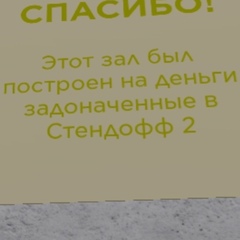 СПАСИБО!
Этот зал был
построен на деньги
задоначенные в
Стендофф 2